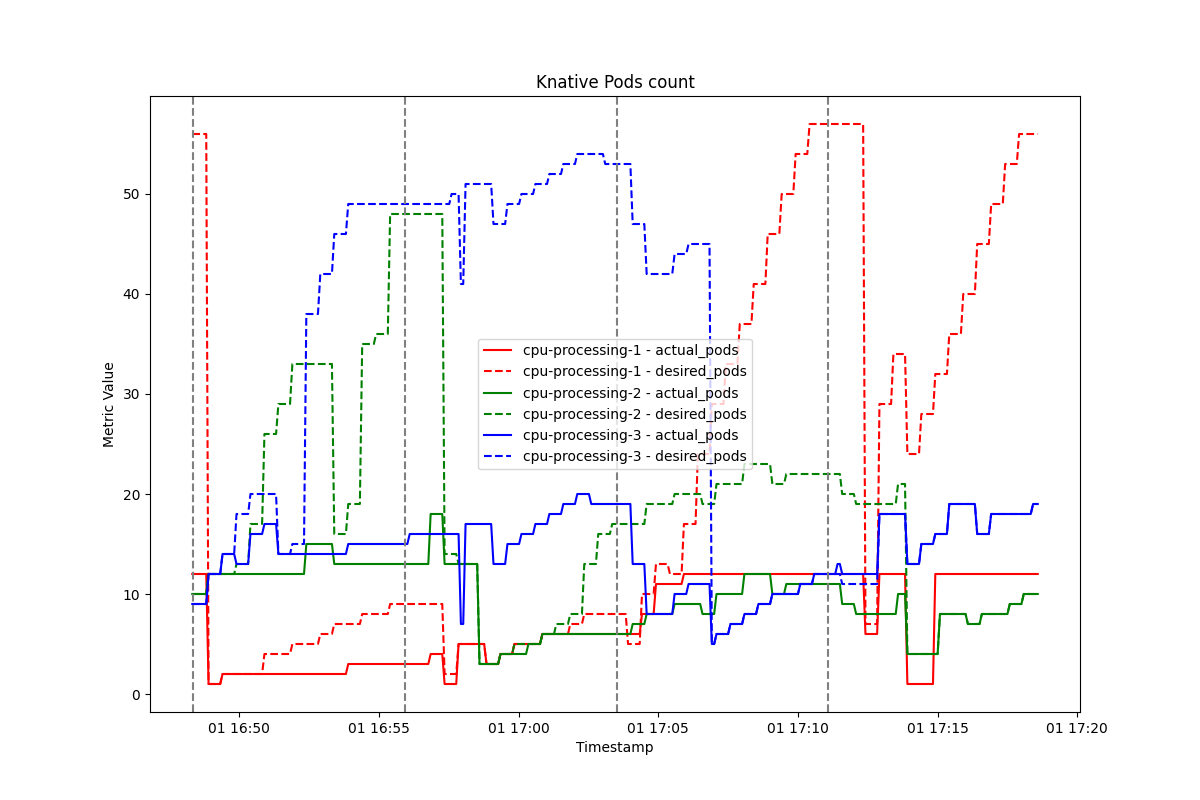 Knative Pods count
Metric Value
50
40
30
20
10
0
cpu-processing-1 - actual_pods
cpu-processing-1 - desired_pods
cpu-processing-2 - actual_pods
cpu-processing-2 - desired_pods
cpu-processing-3 - actual_pods
cpu-processing-3 - desired_pods
01 16:50 01 16:55 01 17:00 01 17:05 01 17:10 01 17:15 01 17:20
Timestamp